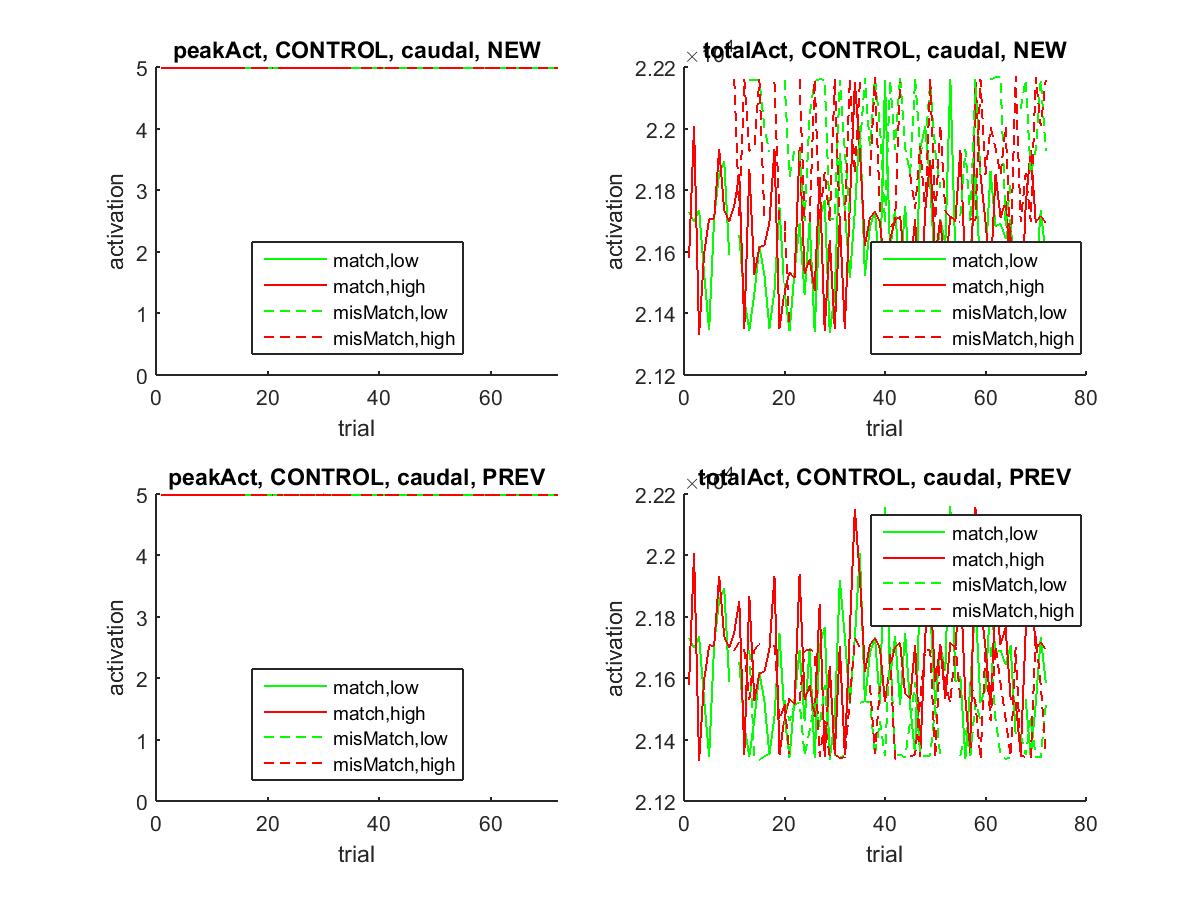 peakAct, CONTROL, caudal, NEW
5
4
3
2
1
0
activation
0 20 40 60
trial
match,low
match,high
misMatch,low
misMatch,high
totalAct, CONTROL, caudal, NEW
2.22
2.2
2.18
2.16
2.14
2.12
activation
0 20 40 60 80
trial
match,low
match,high
misMatch,low
misMatch,high
peakAct, CONTROL, caudal, PREV
5
4
3
2
1
0
activation
0 20 40 60
trial
match,low
match,high
misMatch,low
misMatch,high
totalAct, CONTROL, caudal, PREV
2.22
2.2
2.18
2.16
2.14
2.12
activation
0 20 40 60 80
trial
match,low
match,high
misMatch,low
misMatch,high